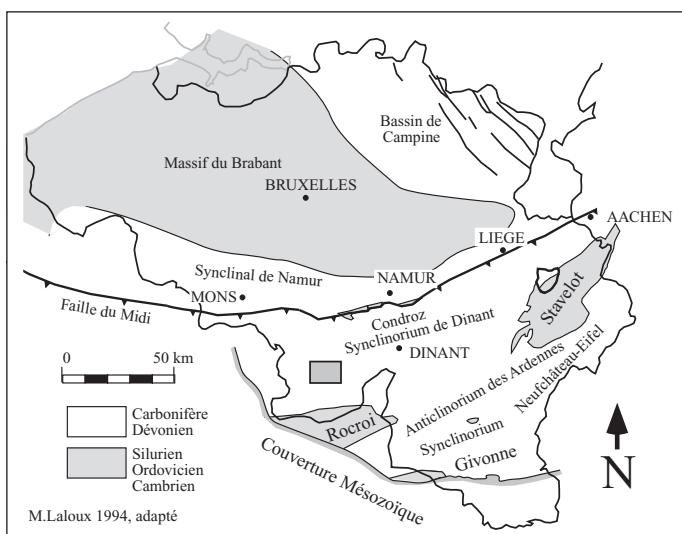 Bassin de
Campine
Massif du Brabant
BRUXELLES
AACHEN
LIEGE
Synclinal de Namur
NAMUR
MONS
Faille du Midi
Condroz
Synclinorium de Dinant
Stavelot
DINANT
0 50 km
Anticlinorium des Ardennes
Neufchâteau-Eifel
Synclinorium
Carbonifère
Dévonien
Rocroi
Givonne
Couverture Mésozoïque
Silurien
Ordovicien
Cambrien
N
M.Laloux 1994, adapté